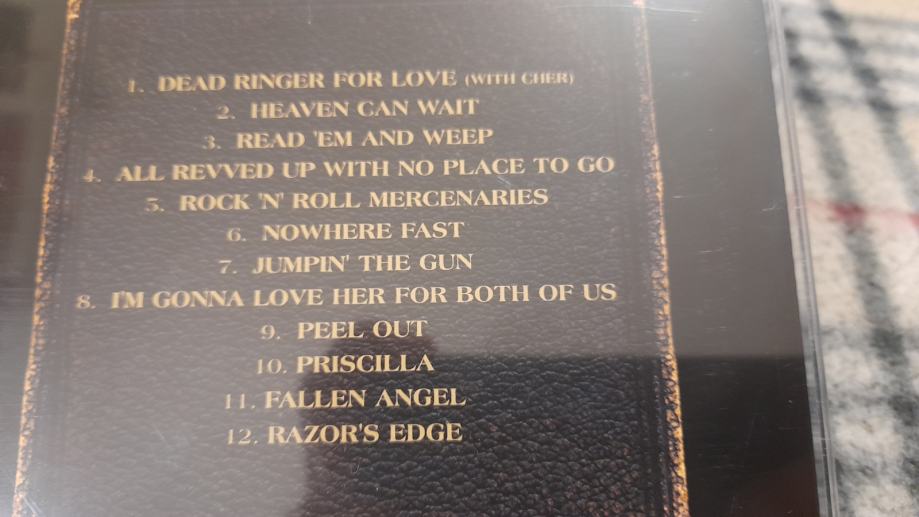 1. DEAD RINGER FOR LOVE (WITH CHER)
2. HEAVEN CAN WAIT
3. READ 'EM AND WEEP
4. ALL REVVED UP WITH NO PLACE TO GO
5. ROCK 'N' ROLL MERCENARIES
6. NOWHERE FAST
7. JUMPIN' THE GUN
8. I'M GONNA LOVE HER FOR BOTH OF US
9. PEEL OUT
10. PRISCILLA
11. FALLEN ANGEL
12. RAZOR'S EDGE